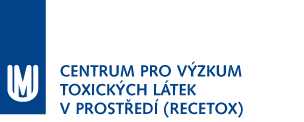 CENTRUM PRO VÝZKUM
TOXICKÝCH LÁTEK
V PROSTŘEDÍ (RECETOX)